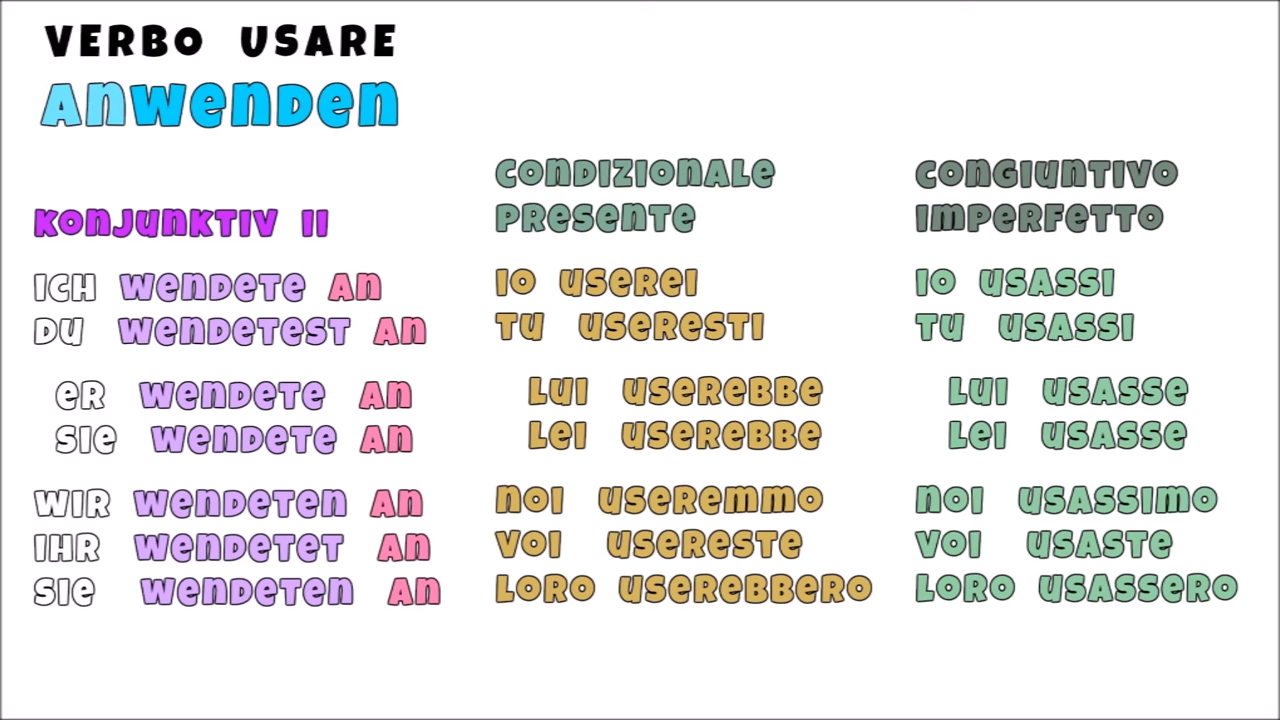 VERBO USARE
ANWENDEN
KONJUNKTIV II
ICH WENDETE AN
DU WENDETEST AN
ER WENDETE AN
SIE WENDETE AN
WIR WENDETEN AN
IHR WENDETET AN
SIE WENDETEN AN
CONDIZIONALE
PRESENTE
IO USEREI
TU USERESTI
LUI USEREBBE
LEI USEREBBE
NOI USEREMMO
VOI USERESTE
LORO USEREBBERO
CONGIUNTIVO
IMPERFETTO
IO USASSI
TU USASSI
LUI USASSE
LEI USASSE
NOI USASSIMO
VOI USASTE
LORO USASSERO